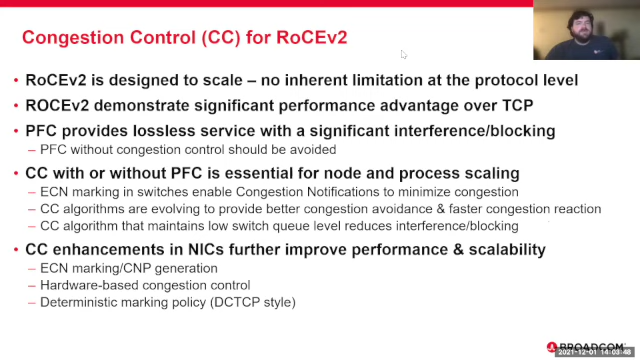 Congestion Control (CC) for RoCEv2
• RoCEv2 is designed to scale – no inherent limitation at the protocol level
• ROCEv2 demonstrate significant performance advantage over TCP
• PFC provides lossless service with a significant interference/blocking
– PFC without congestion control should be avoided
• CC with or without PFC is essential for node and process scaling
– ECN marking in switches enable Congestion Notifications to minimize congestion
– CC algorithms are evolving to provide better congestion avoidance & faster congestion reaction
– CC algorithm that maintains low switch queue level reduces interference/blocking
• CC enhancements in NICs further improve performance & scalability
– ECN marking/CNP generation
– Hardware-based congestion control
– Deterministic marking policy (DCTCP style)
BROADCOM
2021-12-01 14:03:48